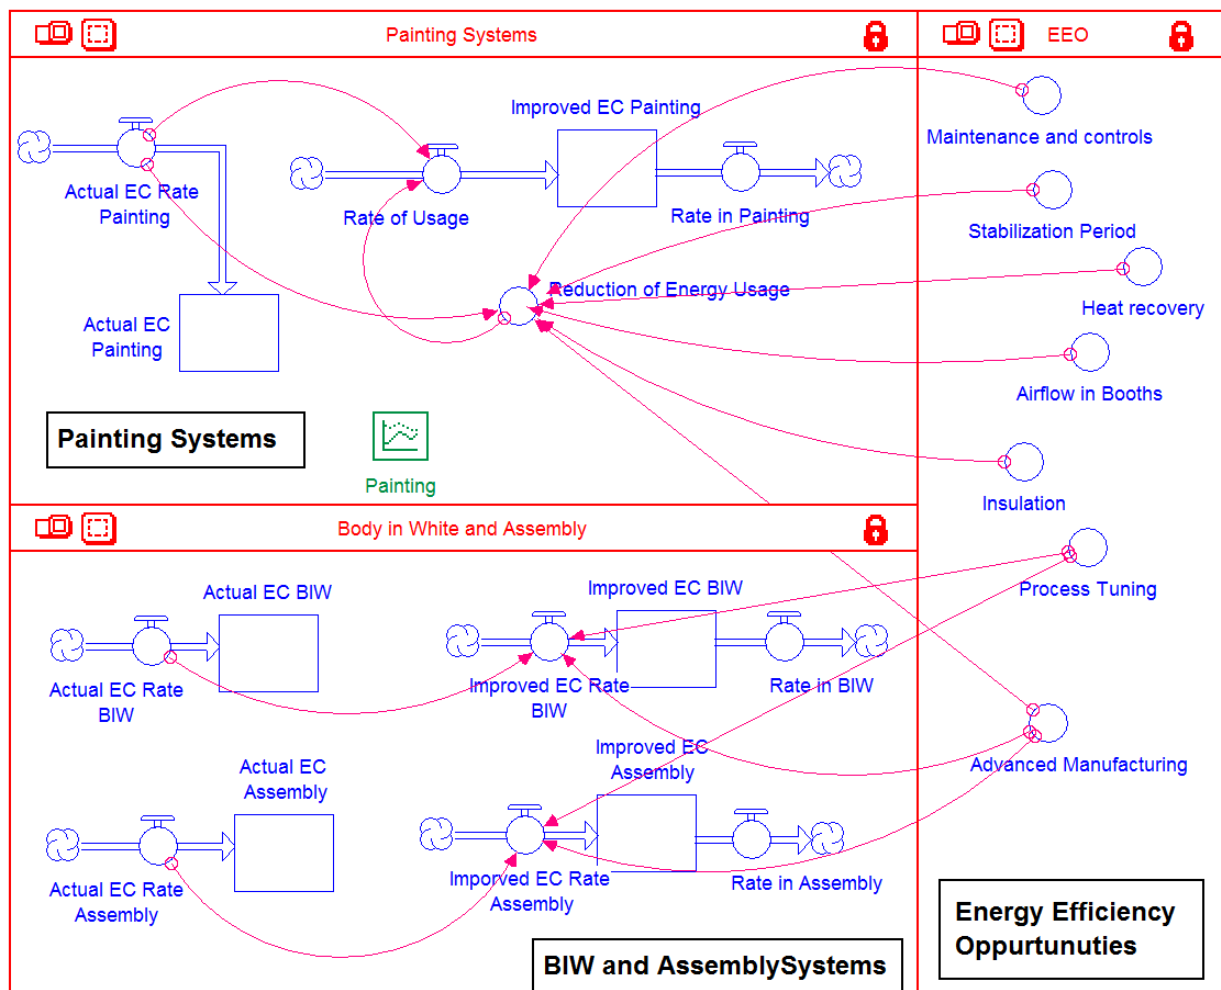 Painting Systems
EEO
Improved EC Painting
Maintenance and controls
Actual EC Rate
Painting
Rate of Usage
Rate in Painting
Stabilization Period
Reduction of Energy Usage
Heat recovery
Actual EC
Painting
Airflow in Booths
Painting Systems
Painting
Insulation
Body in White and Assembly
Actual EC BIW
Improved EC BIW
Process Tuning
Actual EC Rate
BIW
Improved EC Rate
BIW
Rate in BIW
Actual EC
Assembly
Improved EC
Assembly
Advanced Manufacturing
Actual EC Rate
Assembly
Imporved EC Rate
Assembly
Rate in Assembly
Energy Efficiency
Oppurtunuties
BIW and AssemblySystems